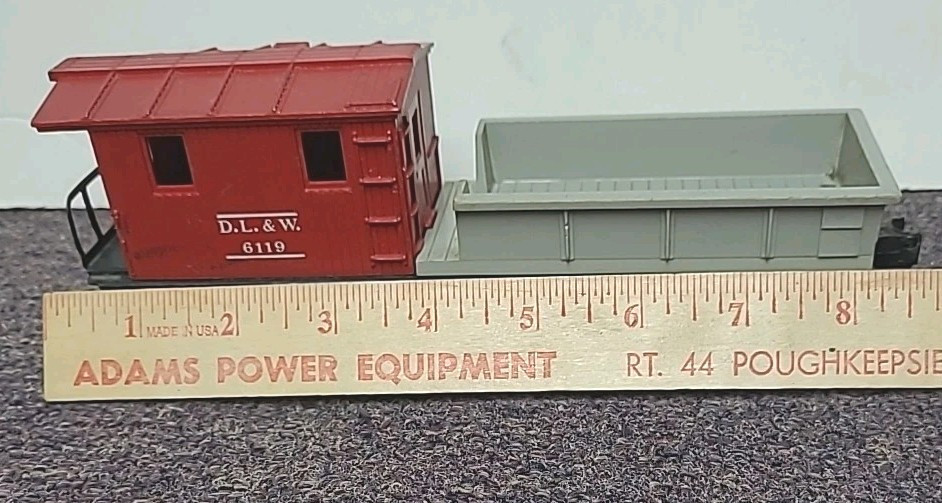 D.L. & W.
6119
1 MADE IN USA 2 3 4 5 6 7 8
ADAMS POWER EQUIPMENT RT. 44 POUGHKEEPSIE